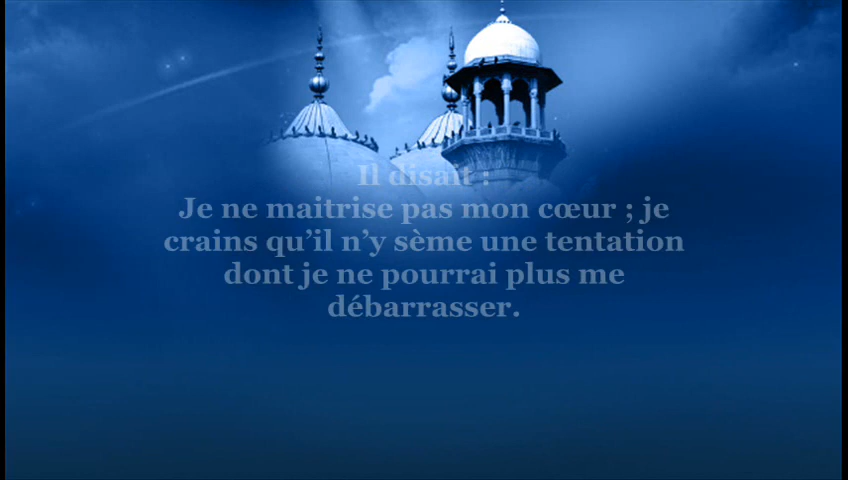 Il disait :
Je ne maitrise pas mon cœur ; je
crains qu’il n’y sème une tentation
dont je ne pourrai plus me
débarrasser.